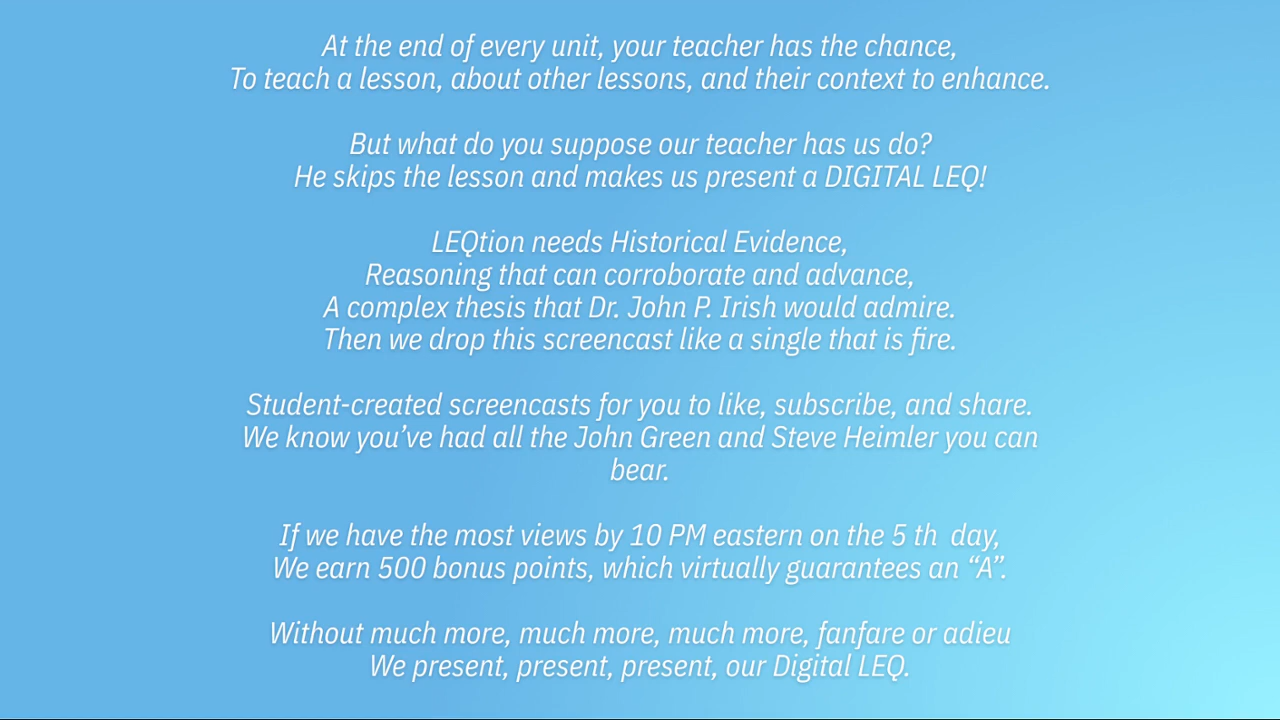 At the end of every unit, your teacher has the chance,
To teach a lesson, about other lessons, and their context to enhance.
But what do you suppose our teacher has us do?
He skips the lesson and makes us present a DIGITAL LEQ!
LEQtion needs Historical Evidence,
Reasoning that can corroborate and advance,
A complex thesis that Dr. John P. Irish would admire.
Then we drop this screencast like a single that is fire.
Student-created screencasts for you to like, subscribe, and share.
We know you’ve had all the John Green and Steve Heimler you can
bear.
If we have the most views by 10 PM eastern on the 5 th  day,
We earn 500 bonus points, which virtually guarantees an “A”.
Without much more, much more, much more, fanfare or adieu
We present, present, present, our Digital LEQ.